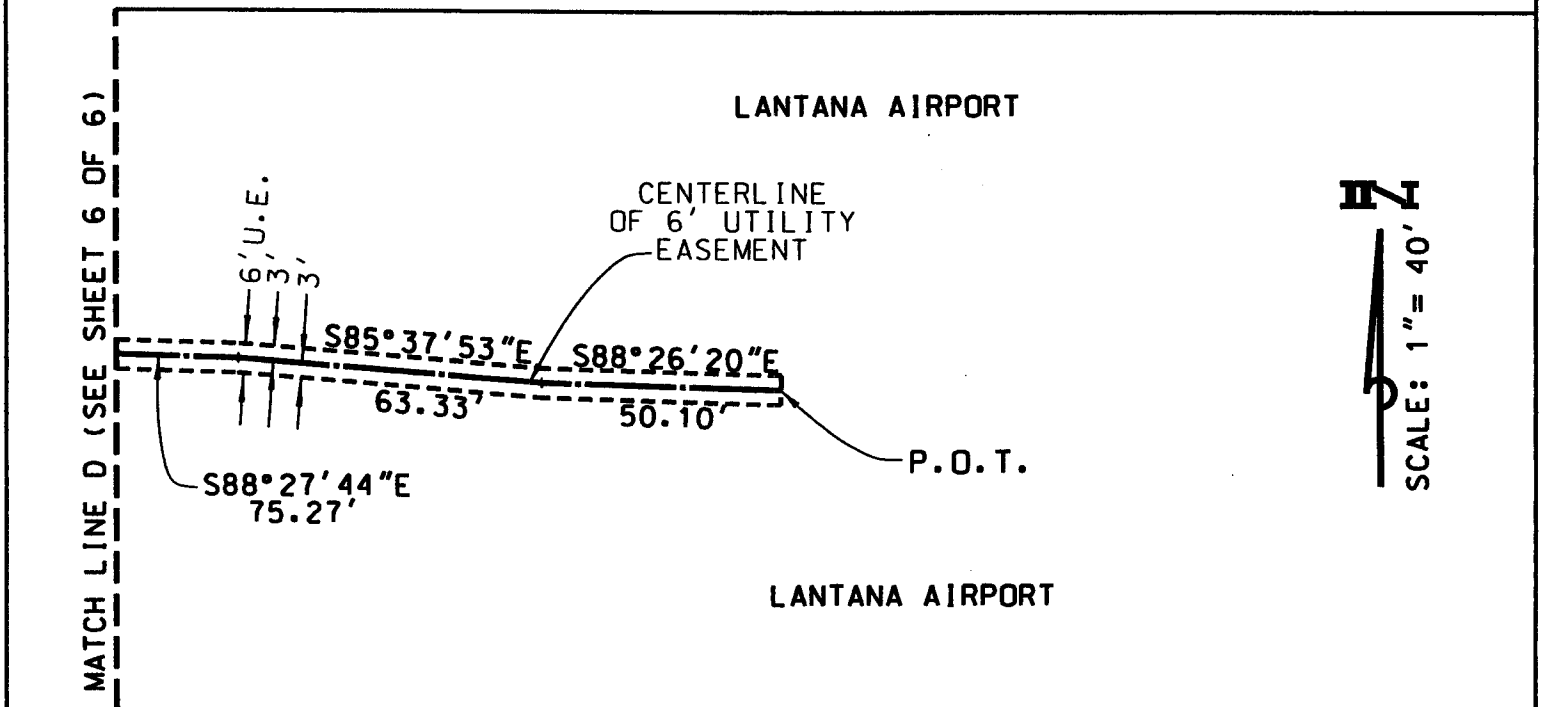 LANTANA AIRPORT
MATCH LINE D (SEE SHEET 6 OF 6)
6' U.E.
3'
3'
CENTERLINE
OF 6' UTILITY
EASEMENT
S85°37'53"E
63.33'
S88°26'20"E
50.10'
P.O.T.
S88°27'44"E
75.27'
LANTANA AIRPORT
N
SCALE: 1"= 40'